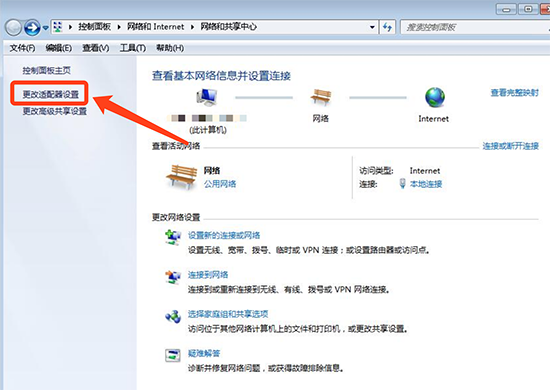 控制面板 ▸ 网络和 Internet ▸ 网络和共享中心
搜索控制面板
文件(F) 编辑(E) 查看(V) 工具(T) 帮助(H)
控制面板主页
更改适配器设置
更改高级共享设置
查看基本网络信息并设置连接
查看完整映射
(此计算机)
网络
Internet
查看活动网络
连接或断开连接
网络
公用网络
访问类型: Internet
连接: 本地连接
更改网络设置
设置新的连接或网络
设置无线、宽带、拨号、临时或 VPN 连接；或设置路由器或访问点。
连接到网络
连接到或重新连接到无线、有线、拨号或 VPN 网络连接。
选择家庭组和共享选项
访问位于其他网络计算机上的文件和打印机，或更改共享设置。
疑难解答
诊断并修复网络问题，或获得故障排除信息。